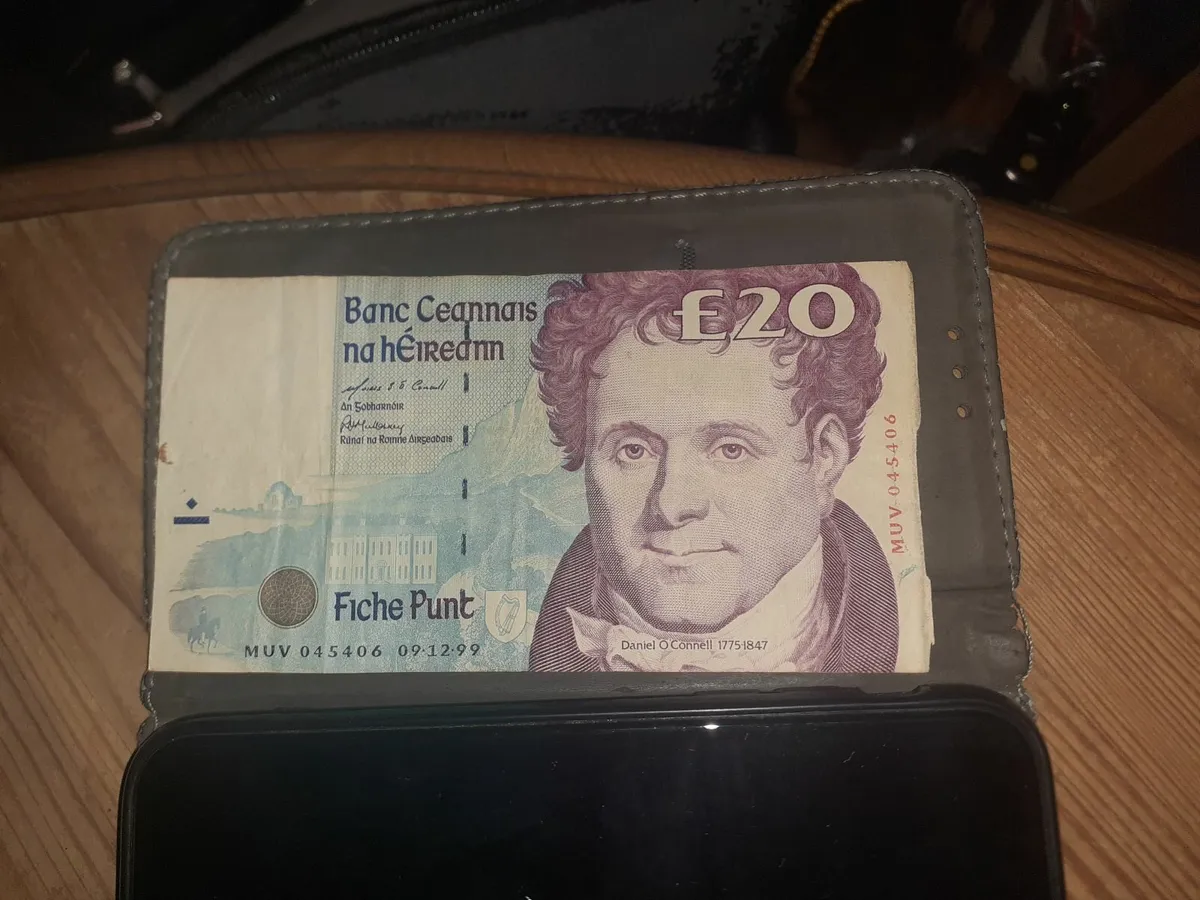 Banc Ceannais
na hÉireann
£20
An Gobharnóir
Rúnaí na Roinne Airgeadais
Fiche Punt
MUV 045406 09·12·99
Daniel O'Connell 1775-1847
MUV 045406